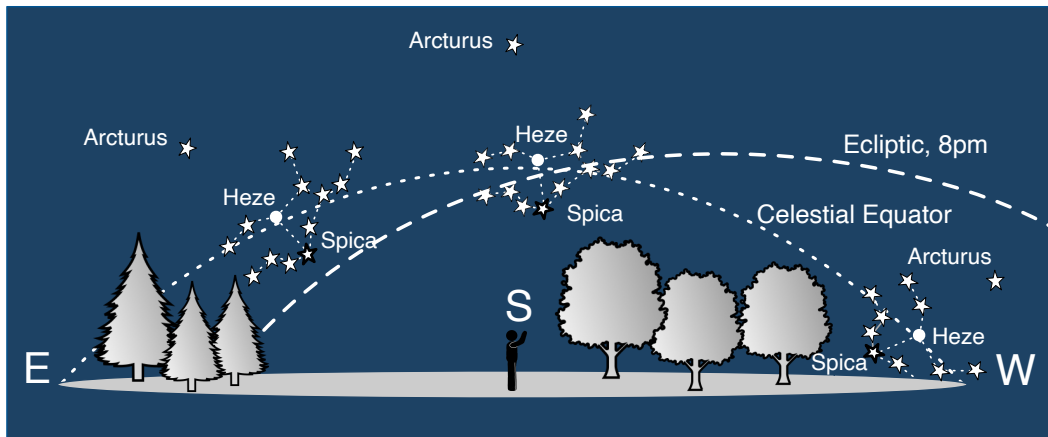 Arcturus
Arcturus
Heze
Ecliptic, 8pm
Heze
Spica
Celestial Equator
Spica
Arcturus
S
Heze
Spica
E
W